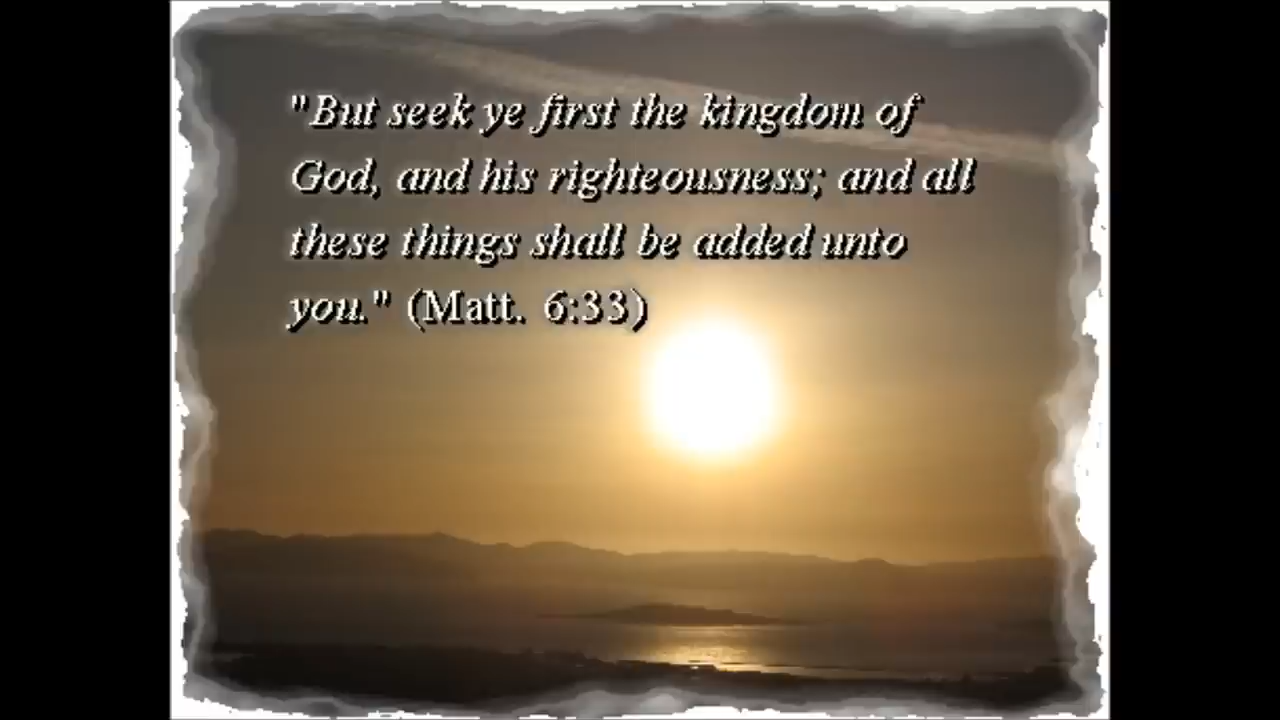 "But seek ye first the kingdom of
God, and his righteousness; and all
these things shall be added unto
you." (Matt. 6:33)